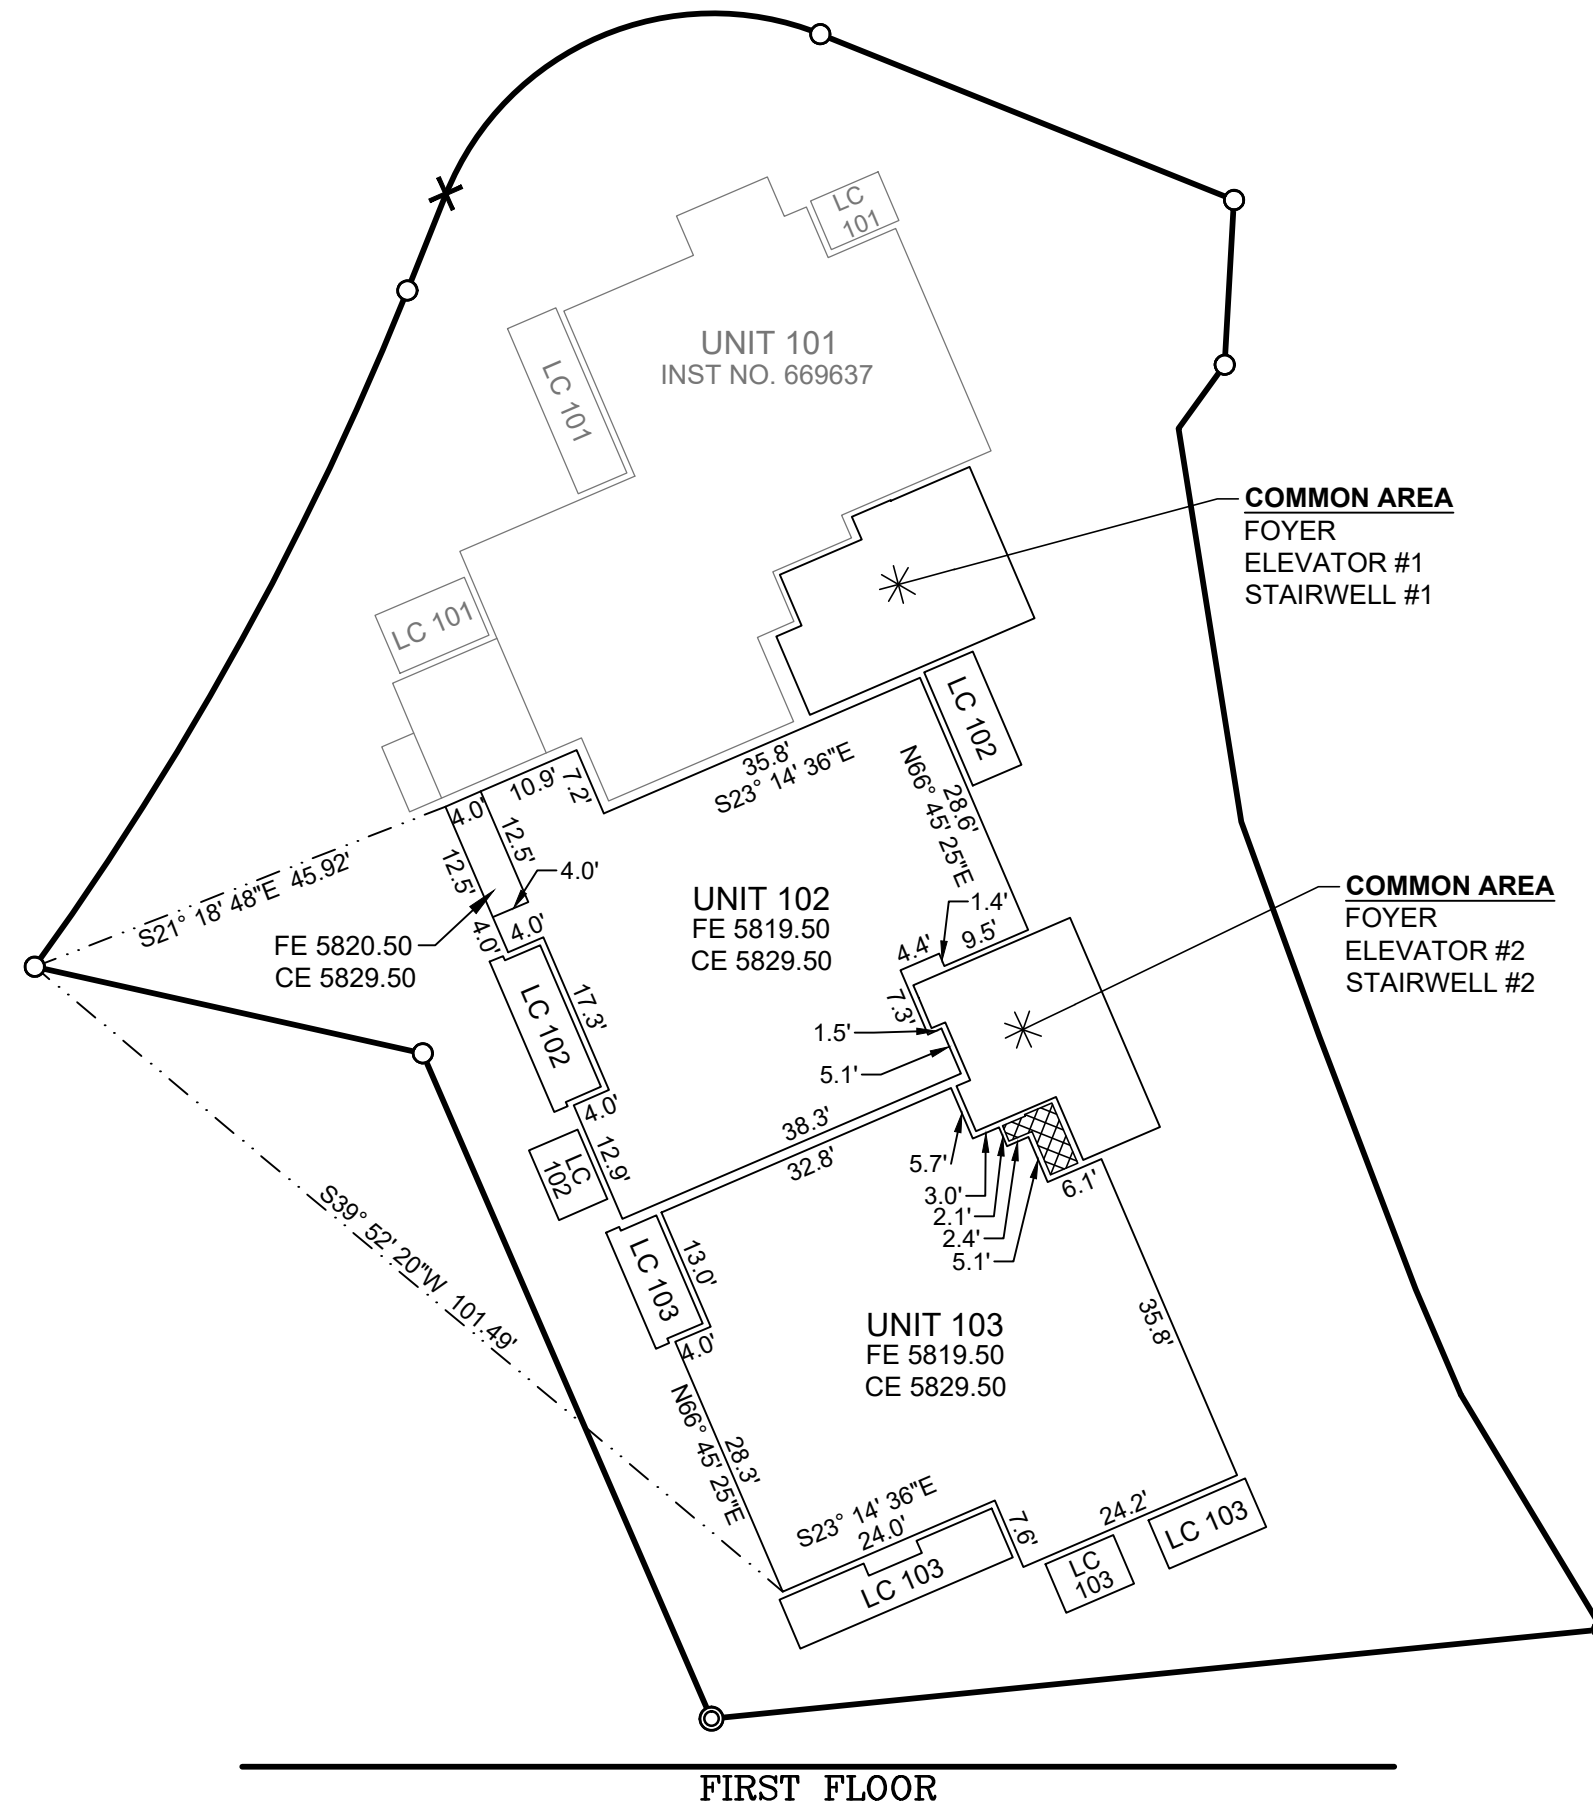 LC
101
UNIT 101
INST NO. 669637
LC 101
COMMON AREA
FOYER
ELEVATOR #1
STAIRWELL #1
LC 101
LC 102
35.8'
S23° 14' 36"E
N66° 45' 25"E
28.6'
10.9'
7.2'
4.0'
12.5'
12.5'
4.0'
S21° 18' 48"E 45.92'
UNIT 102
FE 5819.50
CE 5829.50
FE 5820.50
CE 5829.50
4.0'
4.0'
1.4'
9.5'
4.4'
7.3'
COMMON AREA
FOYER
ELEVATOR #2
STAIRWELL #2
LC 102
17.3'
1.5'
5.1'
4.0'
12.9'
LC
102
38.3'
32.8'
5.7'
3.0'
2.1'
2.4'
5.1'
6.1'
S39° 52' 20"W 101.49'
LC 103
13.0'
4.0'
UNIT 103
FE 5819.50
CE 5829.50
35.8'
N66° 45' 25"E
28.3'
S23° 14' 36"E
24.0'
7.6'
24.2'
LC 103
LC
103
LC 103
FIRST FLOOR